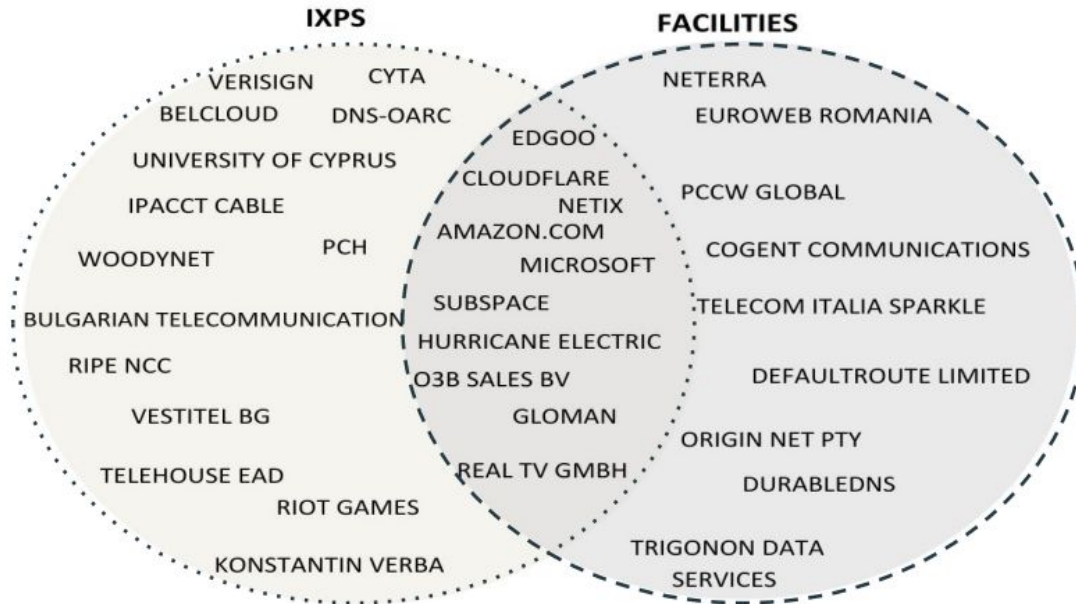 IXPS
FACILITIES
VERISIGN
CYTA
BELCLOUD
DNS-OARC
UNIVERSITY OF CYPRUS
IPACCT CABLE
WOODYNET
PCH
BULGARIAN TELECOMMUNICATION
RIPE NCC
VESTITEL BG
TELEHOUSE EAD
RIOT GAMES
KONSTANTIN VERBA
EDGOO
CLOUDFLARE
NETIX
AMAZON.COM
MICROSOFT
SUBSPACE
HURRICANE ELECTRIC
O3B SALES BV
GLOMAN
REAL TV GMBH
NETERRA
EUROWEB ROMANIA
PCCW GLOBAL
COGENT COMMUNICATIONS
TELECOM ITALIA SPARKLE
DEFAULTROUTE LIMITED
ORIGIN NET PTY
DURABLEDNS
TRIGONON DATA
SERVICES